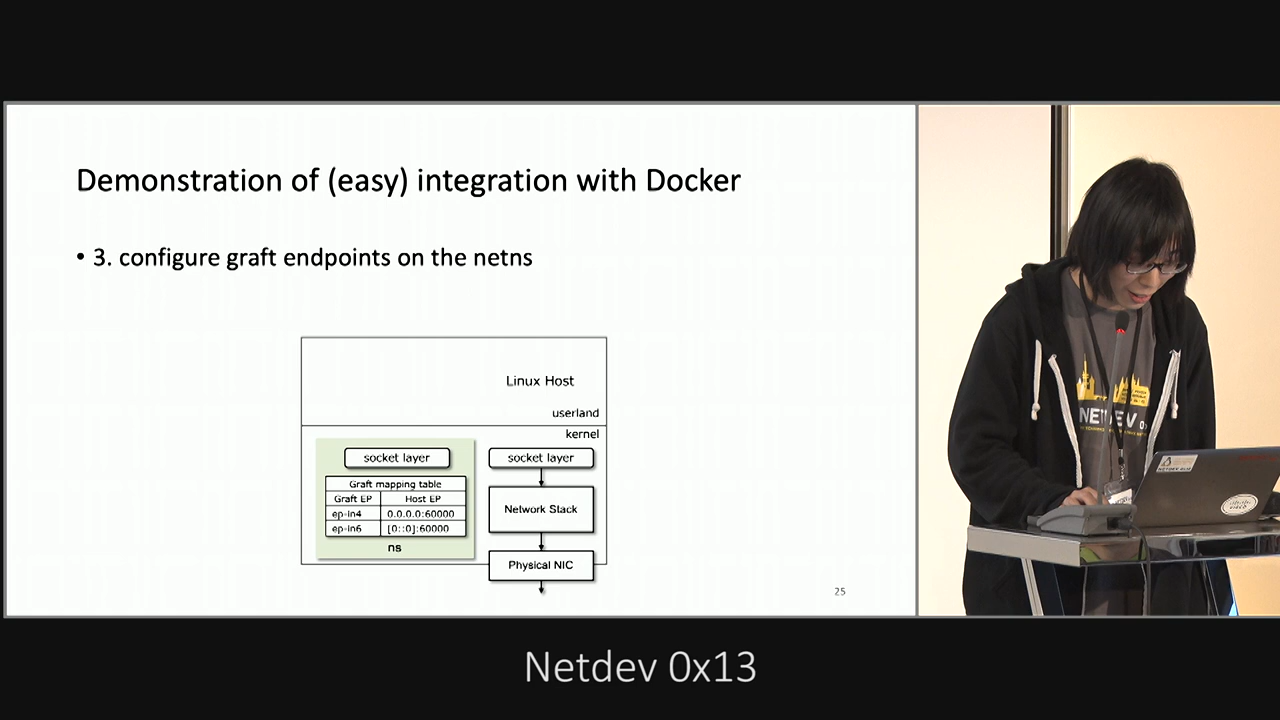 Demonstration of (easy) integration with Docker
• 3. configure graft endpoints on the netns
Linux Host
userland
kernel
socket layer
socket layer
Graft mapping table
Graft EP Host EP
ep-in4 0.0.0.0:60000
ep-in6 [0::0]:60000
ns
Network Stack
Physical NIC
25
NETDEV
Netdev 0x13